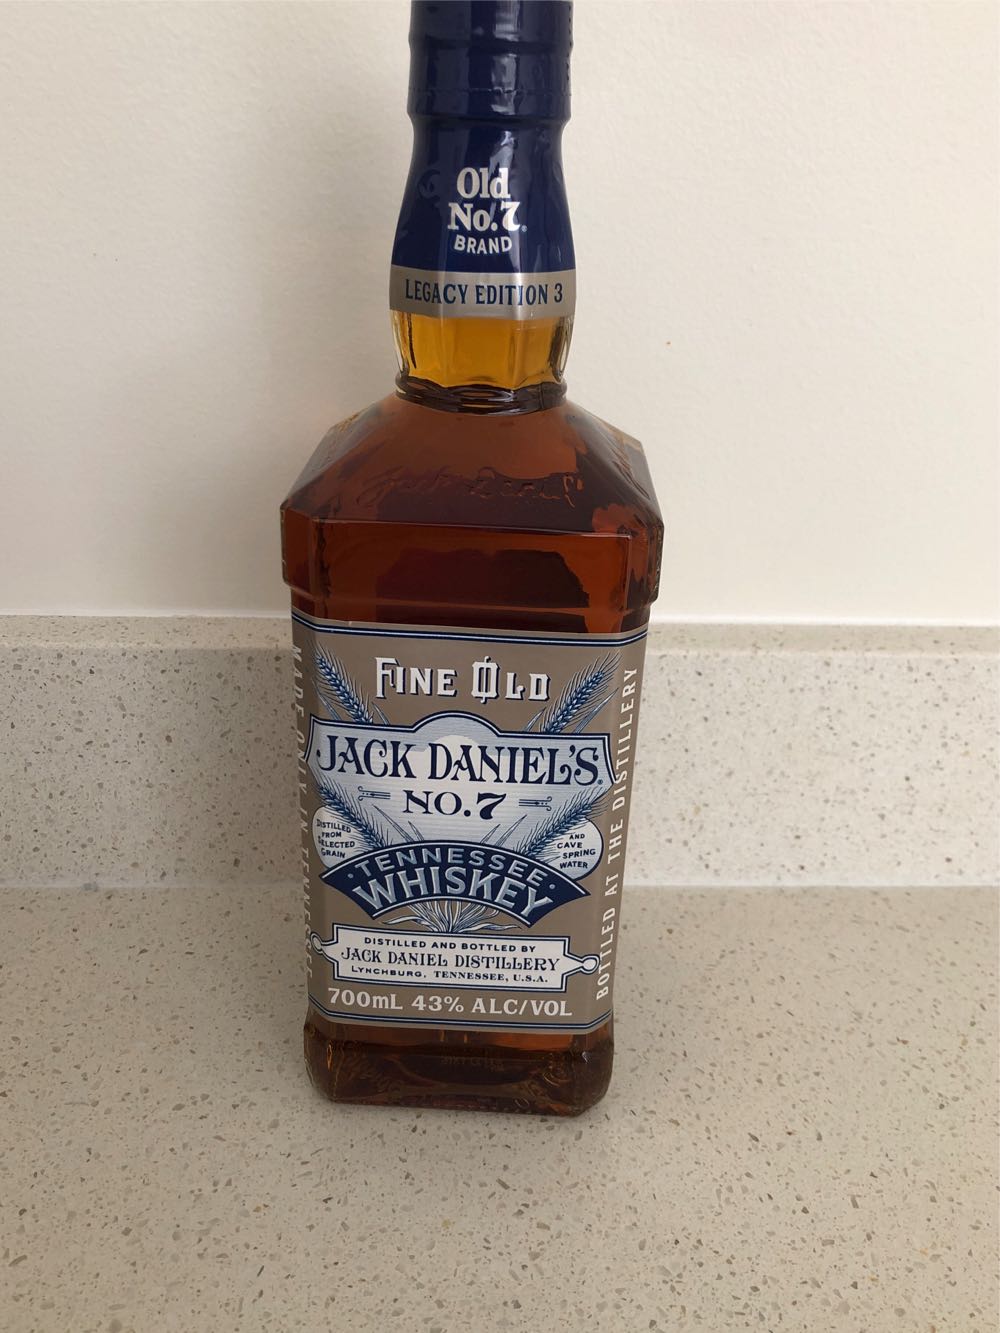 Old
No.7
BRAND
LEGACY EDITION 3
FINE OLD
JACK DANIEL'S
NO.7
DISTILLED
FROM
SELECTED
GRAIN
AND
CAVE
SPRING
WATER
TENNESSEE
WHISKEY
DISTILLED AND BOTTLED BY
JACK DANIEL DISTILLERY
LYNCHBURG, TENNESSEE, U.S.A.
700mL 43% ALC/VOL
MADE ONLY IN TENNESSEE
BOTTLED AT THE DISTILLERY
Jack Daniel